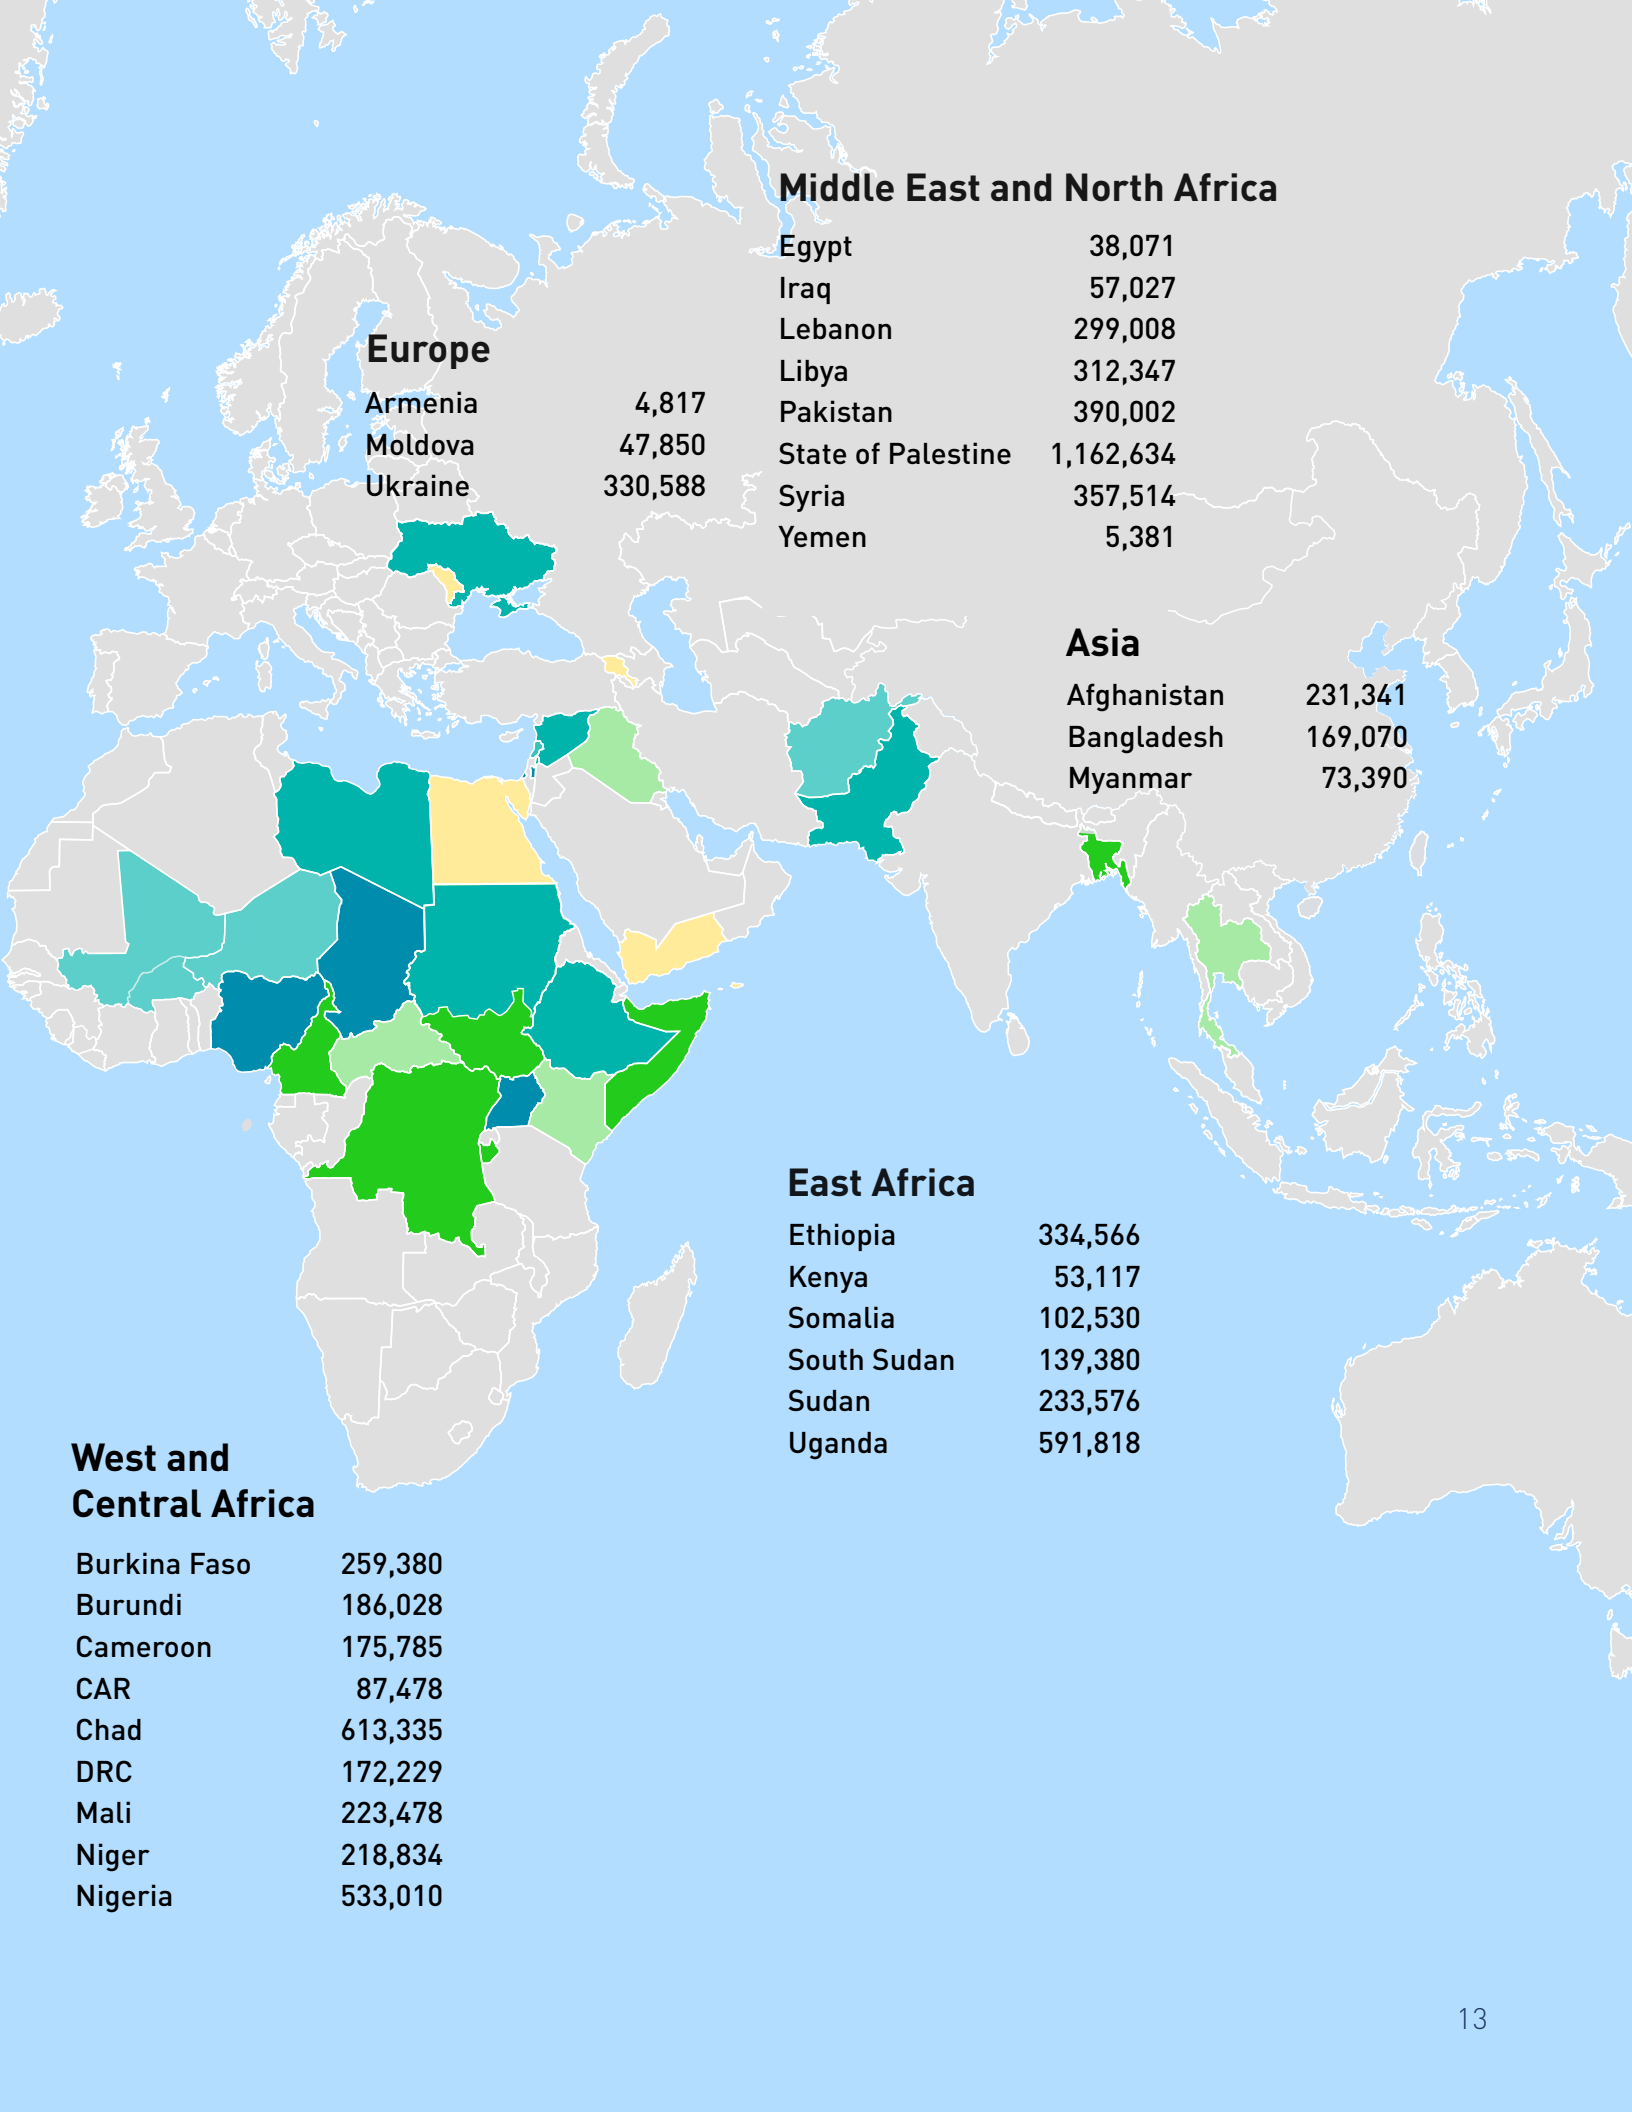 Middle East and North Africa
Egypt 38,071
Iraq 57,027
Lebanon 299,008
Libya 312,347
Pakistan 390,002
State of Palestine 1,162,634
Syria 357,514
Yemen 5,381
Europe
Armenia 4,817
Moldova 47,850
Ukraine 330,588
Asia
Afghanistan 231,341
Bangladesh 169,070
Myanmar 73,390
East Africa
Ethiopia 334,566
Kenya 53,117
Somalia 102,530
South Sudan 139,380
Sudan 233,576
Uganda 591,818
West and
Central Africa
Burkina Faso 259,380
Burundi 186,028
Cameroon 175,785
CAR 87,478
Chad 613,335
DRC 172,229
Mali 223,478
Niger 218,834
Nigeria 533,010
13